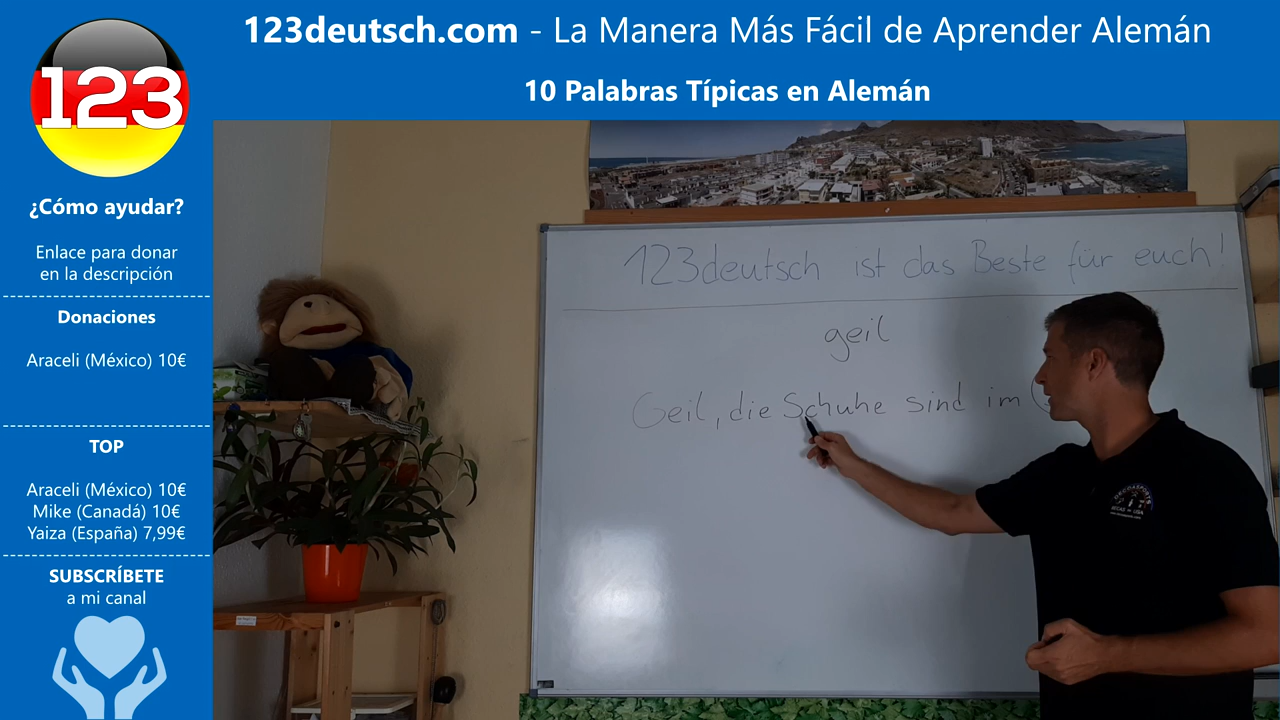 123deutsch.com - La Manera Más Fácil de Aprender Alemán
10 Palabras Típicas en Alemán
123
¿Cómo ayudar?
Enlace para donar
en la descripción
Donaciones
Araceli (México) 10€
TOP
Araceli (México) 10€
Mike (Canadá) 10€
Yaiza (España) 7,99€
SUBSCRÍBETE
a mi canal
123deutsch ist das Beste für euch!
geil
Geil, die Schuhe sind im